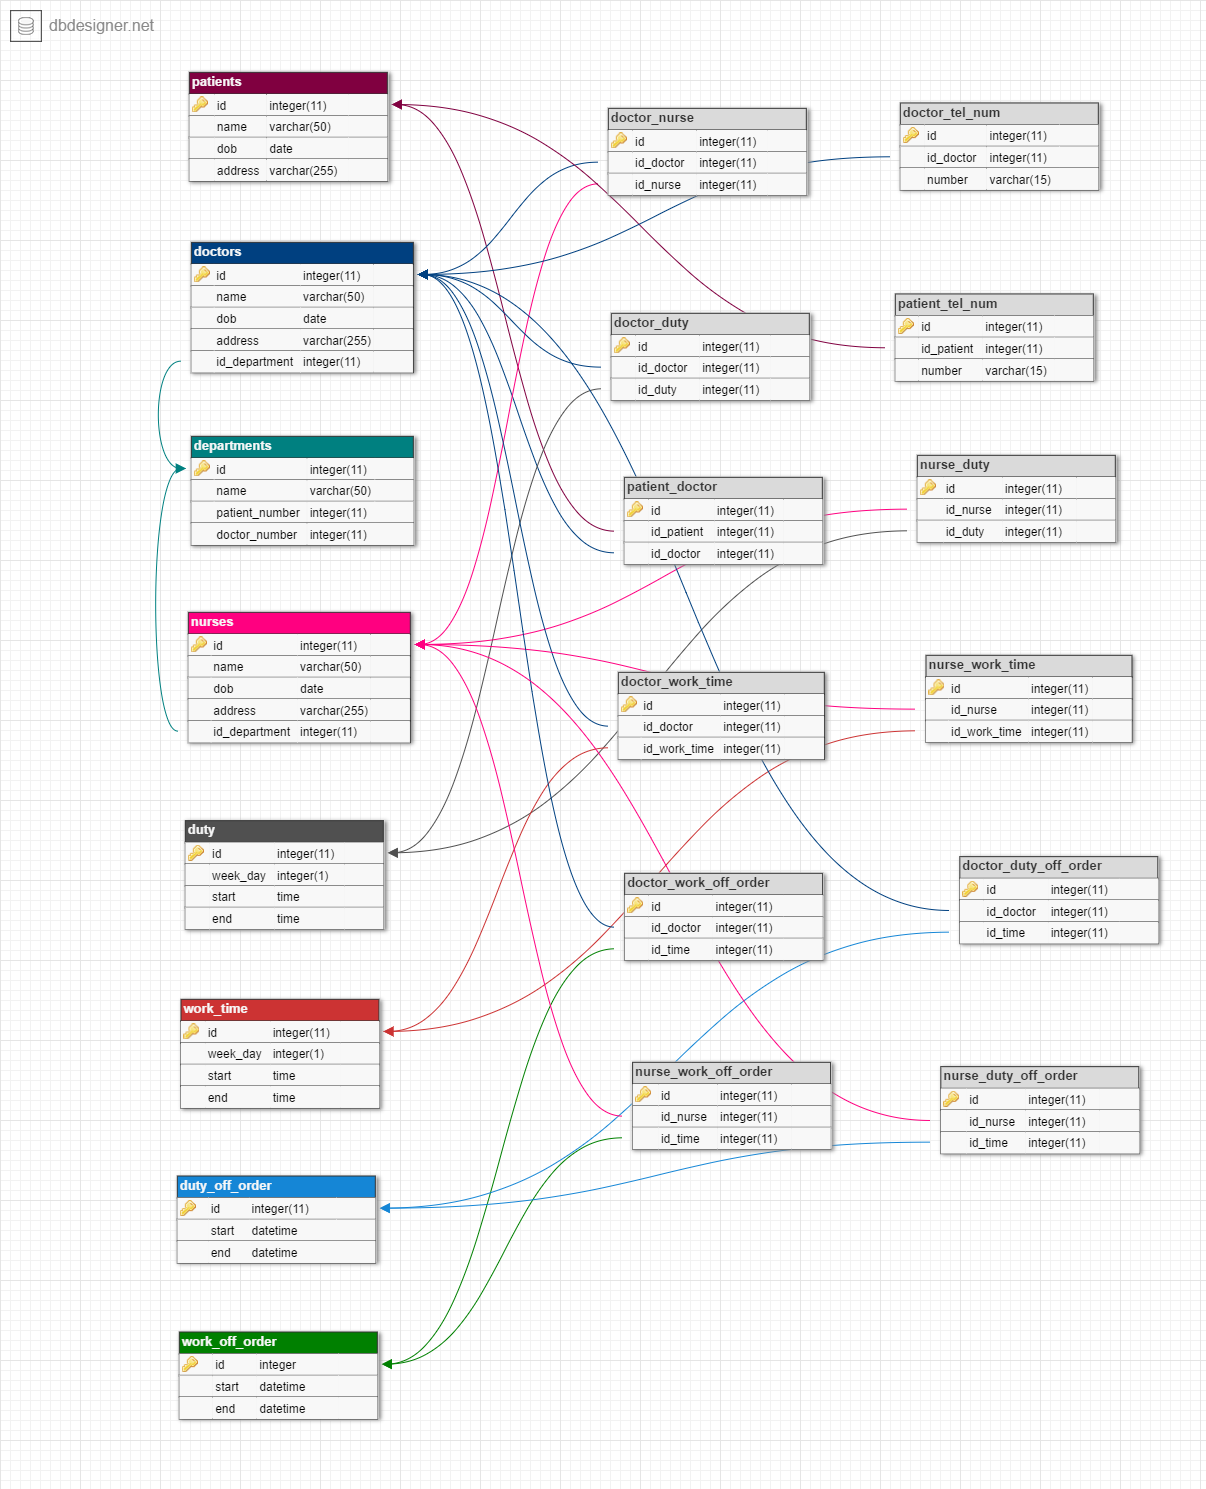 dbdesigner.net
patients
id integer(11)
name varchar(50)
dob date
address varchar(255)
doctors
id integer(11)
name varchar(50)
dob date
address varchar(255)
id_department integer(11)
departments
id integer(11)
name varchar(50)
patient_number integer(11)
doctor_number integer(11)
nurses
id integer(11)
name varchar(50)
dob date
address varchar(255)
id_department integer(11)
duty
id integer(11)
week_day integer(1)
start time
end time
work_time
id integer(11)
week_day integer(1)
start time
end time
duty_off_order
id integer(11)
start datetime
end datetime
work_off_order
id integer
start datetime
end datetime
doctor_nurse
id integer(11)
id_doctor integer(11)
id_nurse integer(11)
doctor_duty
id integer(11)
id_doctor integer(11)
id_duty integer(11)
patient_doctor
id integer(11)
id_patient integer(11)
id_doctor integer(11)
doctor_work_time
id integer(11)
id_doctor integer(11)
id_work_time integer(11)
doctor_work_off_order
id integer(11)
id_doctor integer(11)
id_time integer(11)
nurse_work_off_order
id integer(11)
id_nurse integer(11)
id_time integer(11)
doctor_tel_num
id integer(11)
id_doctor integer(11)
number varchar(15)
patient_tel_num
id integer(11)
id_patient integer(11)
number varchar(15)
nurse_duty
id integer(11)
id_nurse integer(11)
id_duty integer(11)
nurse_work_time
id integer(11)
id_nurse integer(11)
id_work_time integer(11)
doctor_duty_off_order
id integer(11)
id_doctor integer(11)
id_time integer(11)
nurse_duty_off_order
id integer(11)
id_nurse integer(11)
id_time integer(11)